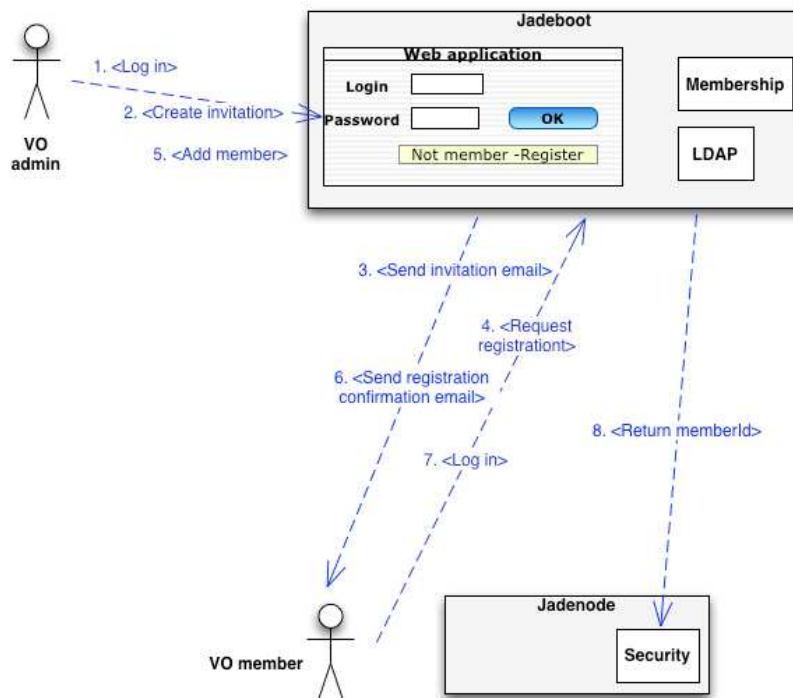 Jadeboot
Web application
Login
Password
OK
Not member -Register
Membership
LDAP
VO
admin
1. <Log in>
2. <Create invitation>
5. <Add member>
3. <Send invitation email>
4. <Request
registrationt>
6. <Send registration
confirmation email>
7. <Log in>
8. <Return memberId>
VO member
Jadenode
Security